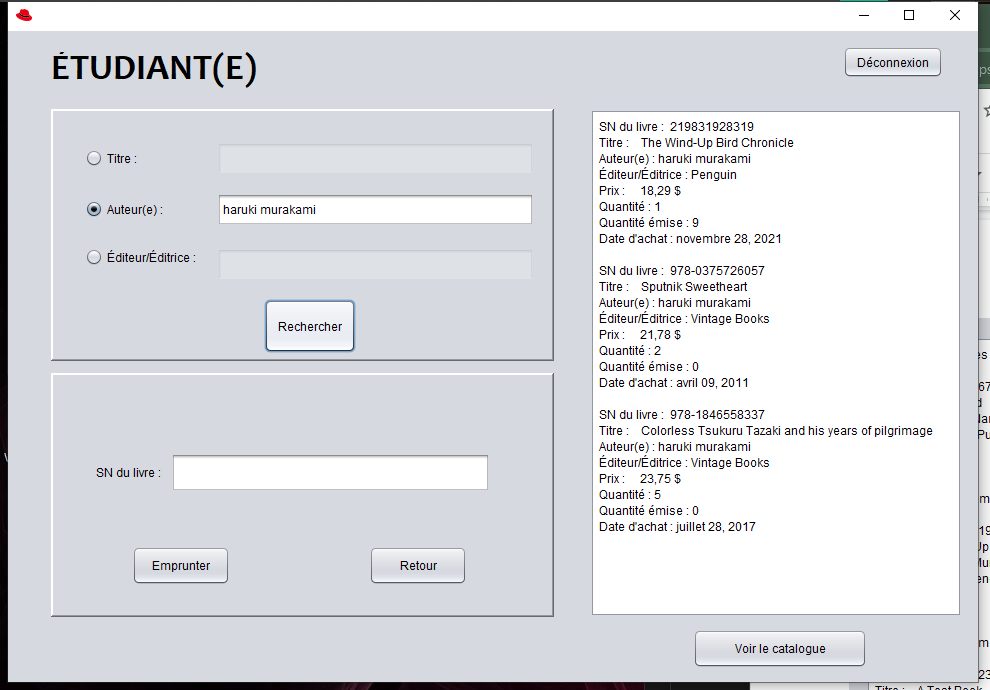 ÉTUDIANT(E)
Déconnexion
Titre :
Auteur(e) : haruki murakami
Éditeur/Éditrice :
Rechercher
SN du livre :
Emprunter Retour
SN du livre : 219831928319
Titre : The Wind-Up Bird Chronicle
Auteur(e) : haruki murakami
Éditeur/Éditrice : Penguin
Prix : 18,29 $
Quantité : 1
Quantité émise : 9
Date d'achat : novembre 28, 2021
SN du livre : 978-0375726057
Titre : Sputnik Sweetheart
Auteur(e) : haruki murakami
Éditeur/Éditrice : Vintage Books
Prix : 21,78 $
Quantité : 2
Quantité émise : 0
Date d'achat : avril 09, 2011
SN du livre : 978-1846558337
Titre : Colorless Tsukuru Tazaki and his years of pilgrimage
Auteur(e) : haruki murakami
Éditeur/Éditrice : Vintage Books
Prix : 23,75 $
Quantité : 5
Quantité émise : 0
Date d'achat : juillet 28, 2017
Voir le catalogue